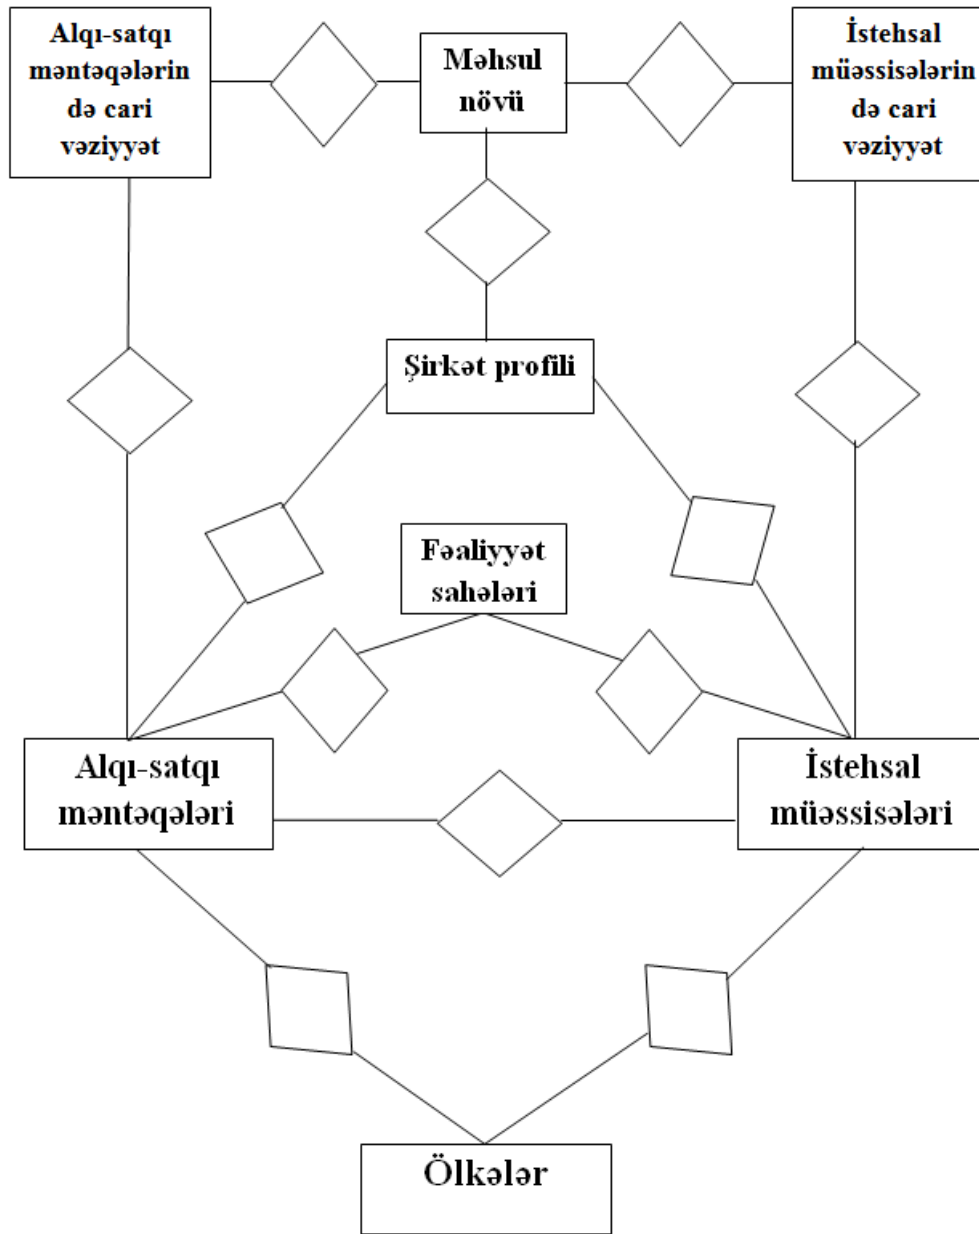 Alqı-satqı
məntəqələrin
də cari
vəziyyət
Məhsul
növü
İstehsal
müəssisələrin
də cari
vəziyyət
Şirkət profili
Fəaliyyət
sahələri
Alqı-satqı
məntəqələri
İstehsal
müəssisələri
Ölkələr